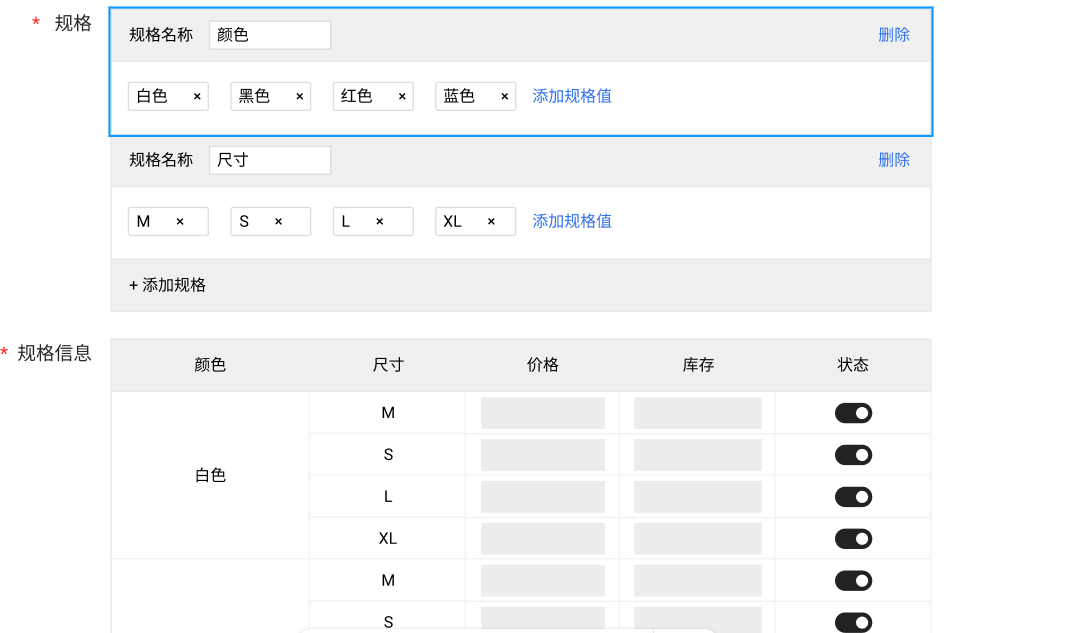 * 规格
规格名称 颜色 删除
白色 × 黑色 × 红色 × 蓝色 × 添加规格值
规格名称 尺寸 删除
M × S × L × XL × 添加规格值
+ 添加规格
* 规格信息
颜色 尺寸 价格 库存 状态
M
S
白色
L
XL
M
S